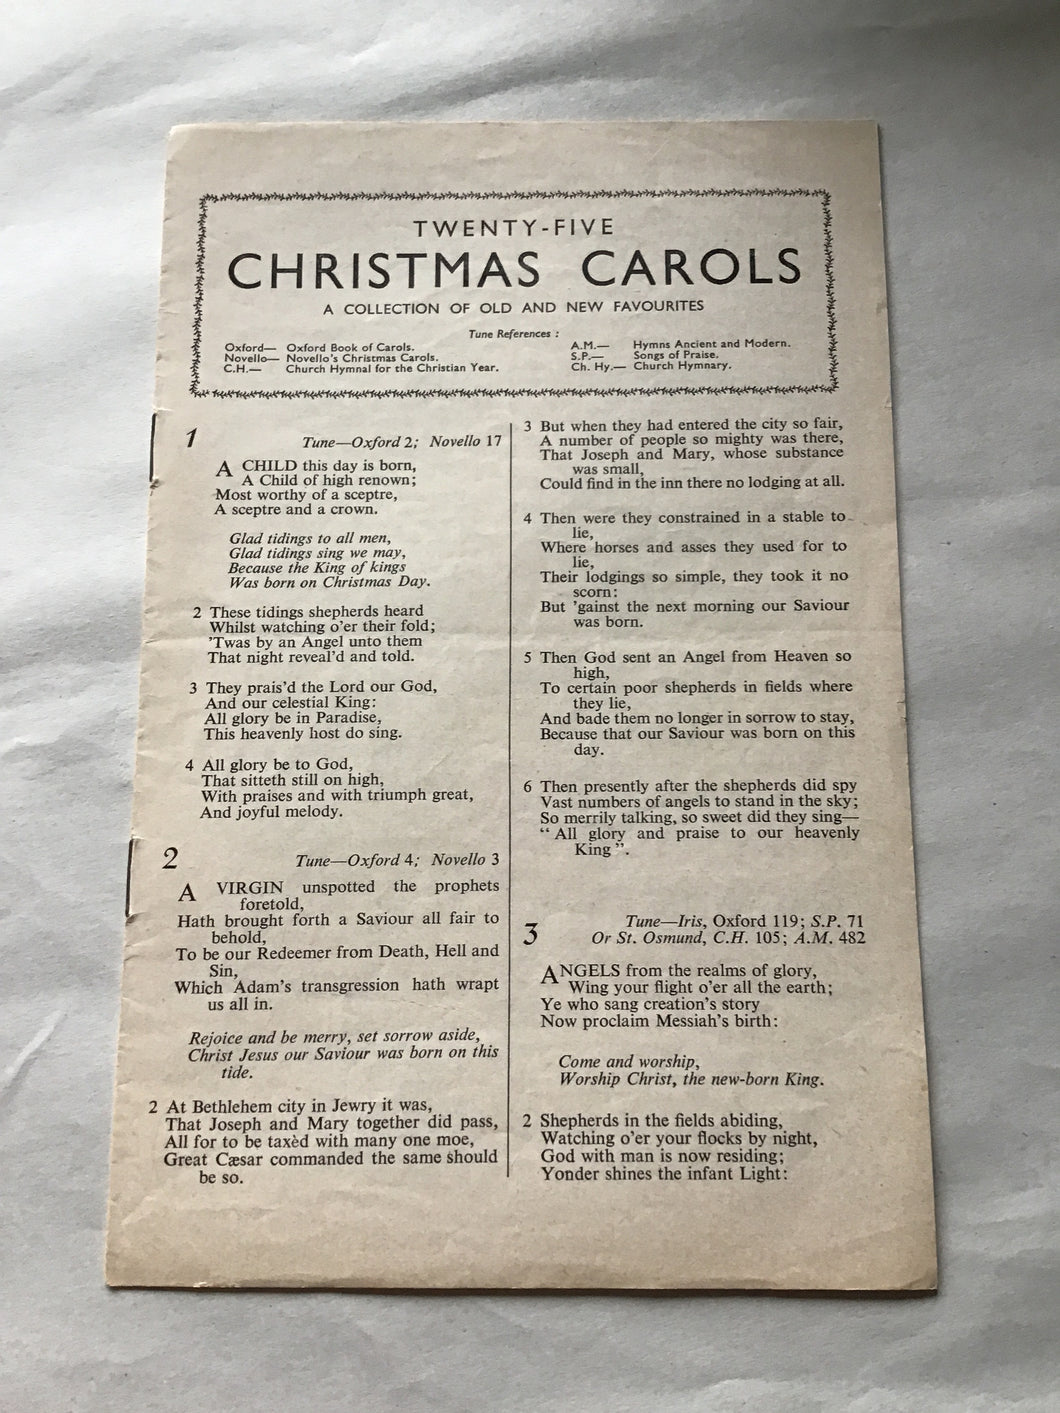 TWENTY-FIVE
CHRISTMAS CAROLS
A COLLECTION OF OLD AND NEW FAVOURITES
Tune References :
Oxford— Oxford Book of Carols.
Novello— Novello's Christmas Carols.
C.H.— Church Hymnal for the Christian Year.
A.M.— Hymns Ancient and Modern.
S.P.— Songs of Praise.
Ch. Hy.— Church Hymnary.
1 Tune—Oxford 2; Novello 17
A CHILD this day is born,
A Child of high renown;
Most worthy of a sceptre,
A sceptre and a crown.
Glad tidings to all men,
Glad tidings sing we may,
Because the King of kings
Was born on Christmas Day.
2 These tidings shepherds heard
Whilst watching o'er their fold;
'Twas by an Angel unto them
That night reveal'd and told.
3 They prais'd the Lord our God,
And our celestial King:
All glory be in Paradise,
This heavenly host do sing.
4 All glory be to God,
That sitteth still on high,
With praises and with triumph great,
And joyful melody.
2 Tune—Oxford 4; Novello 3
A VIRGIN unspotted the prophets
foretold,
Hath brought forth a Saviour all fair to
behold,
To be our Redeemer from Death, Hell and
Sin,
Which Adam's transgression hath wrapt
us all in.
Rejoice and be merry, set sorrow aside,
Christ Jesus our Saviour was born on this
tide.
2 At Bethlehem city in Jewry it was,
That Joseph and Mary together did pass,
All for to be taxèd with many one moe,
Great Cæsar commanded the same should
be so.
3 But when they had entered the city so fair,
A number of people so mighty was there,
That Joseph and Mary, whose substance
was small,
Could find in the inn there no lodging at all.
4 Then were they constrained in a stable to
lie,
Where horses and asses they used for to
lie,
Their lodgings so simple, they took it no
scorn:
But 'gainst the next morning our Saviour
was born.
5 Then God sent an Angel from Heaven so
high,
To certain poor shepherds in fields where
they lie,
And bade them no longer in sorrow to stay,
Because that our Saviour was born on this
day.
6 Then presently after the shepherds did spy
Vast numbers of angels to stand in the sky;
So merrily talking, so sweet did they sing—
“ All glory and praise to our heavenly
King ”.
3 Tune—Iris, Oxford 119; S.P. 71
Or St. Osmund, C.H. 105; A.M. 482
ANGELS from the realms of glory,
Wing your flight o'er all the earth;
Ye who sang creation's story
Now proclaim Messiah's birth:
Come and worship,
Worship Christ, the new-born King.
2 Shepherds in the fields abiding,
Watching o'er your flocks by night,
God with man is now residing;
Yonder shines the infant Light: